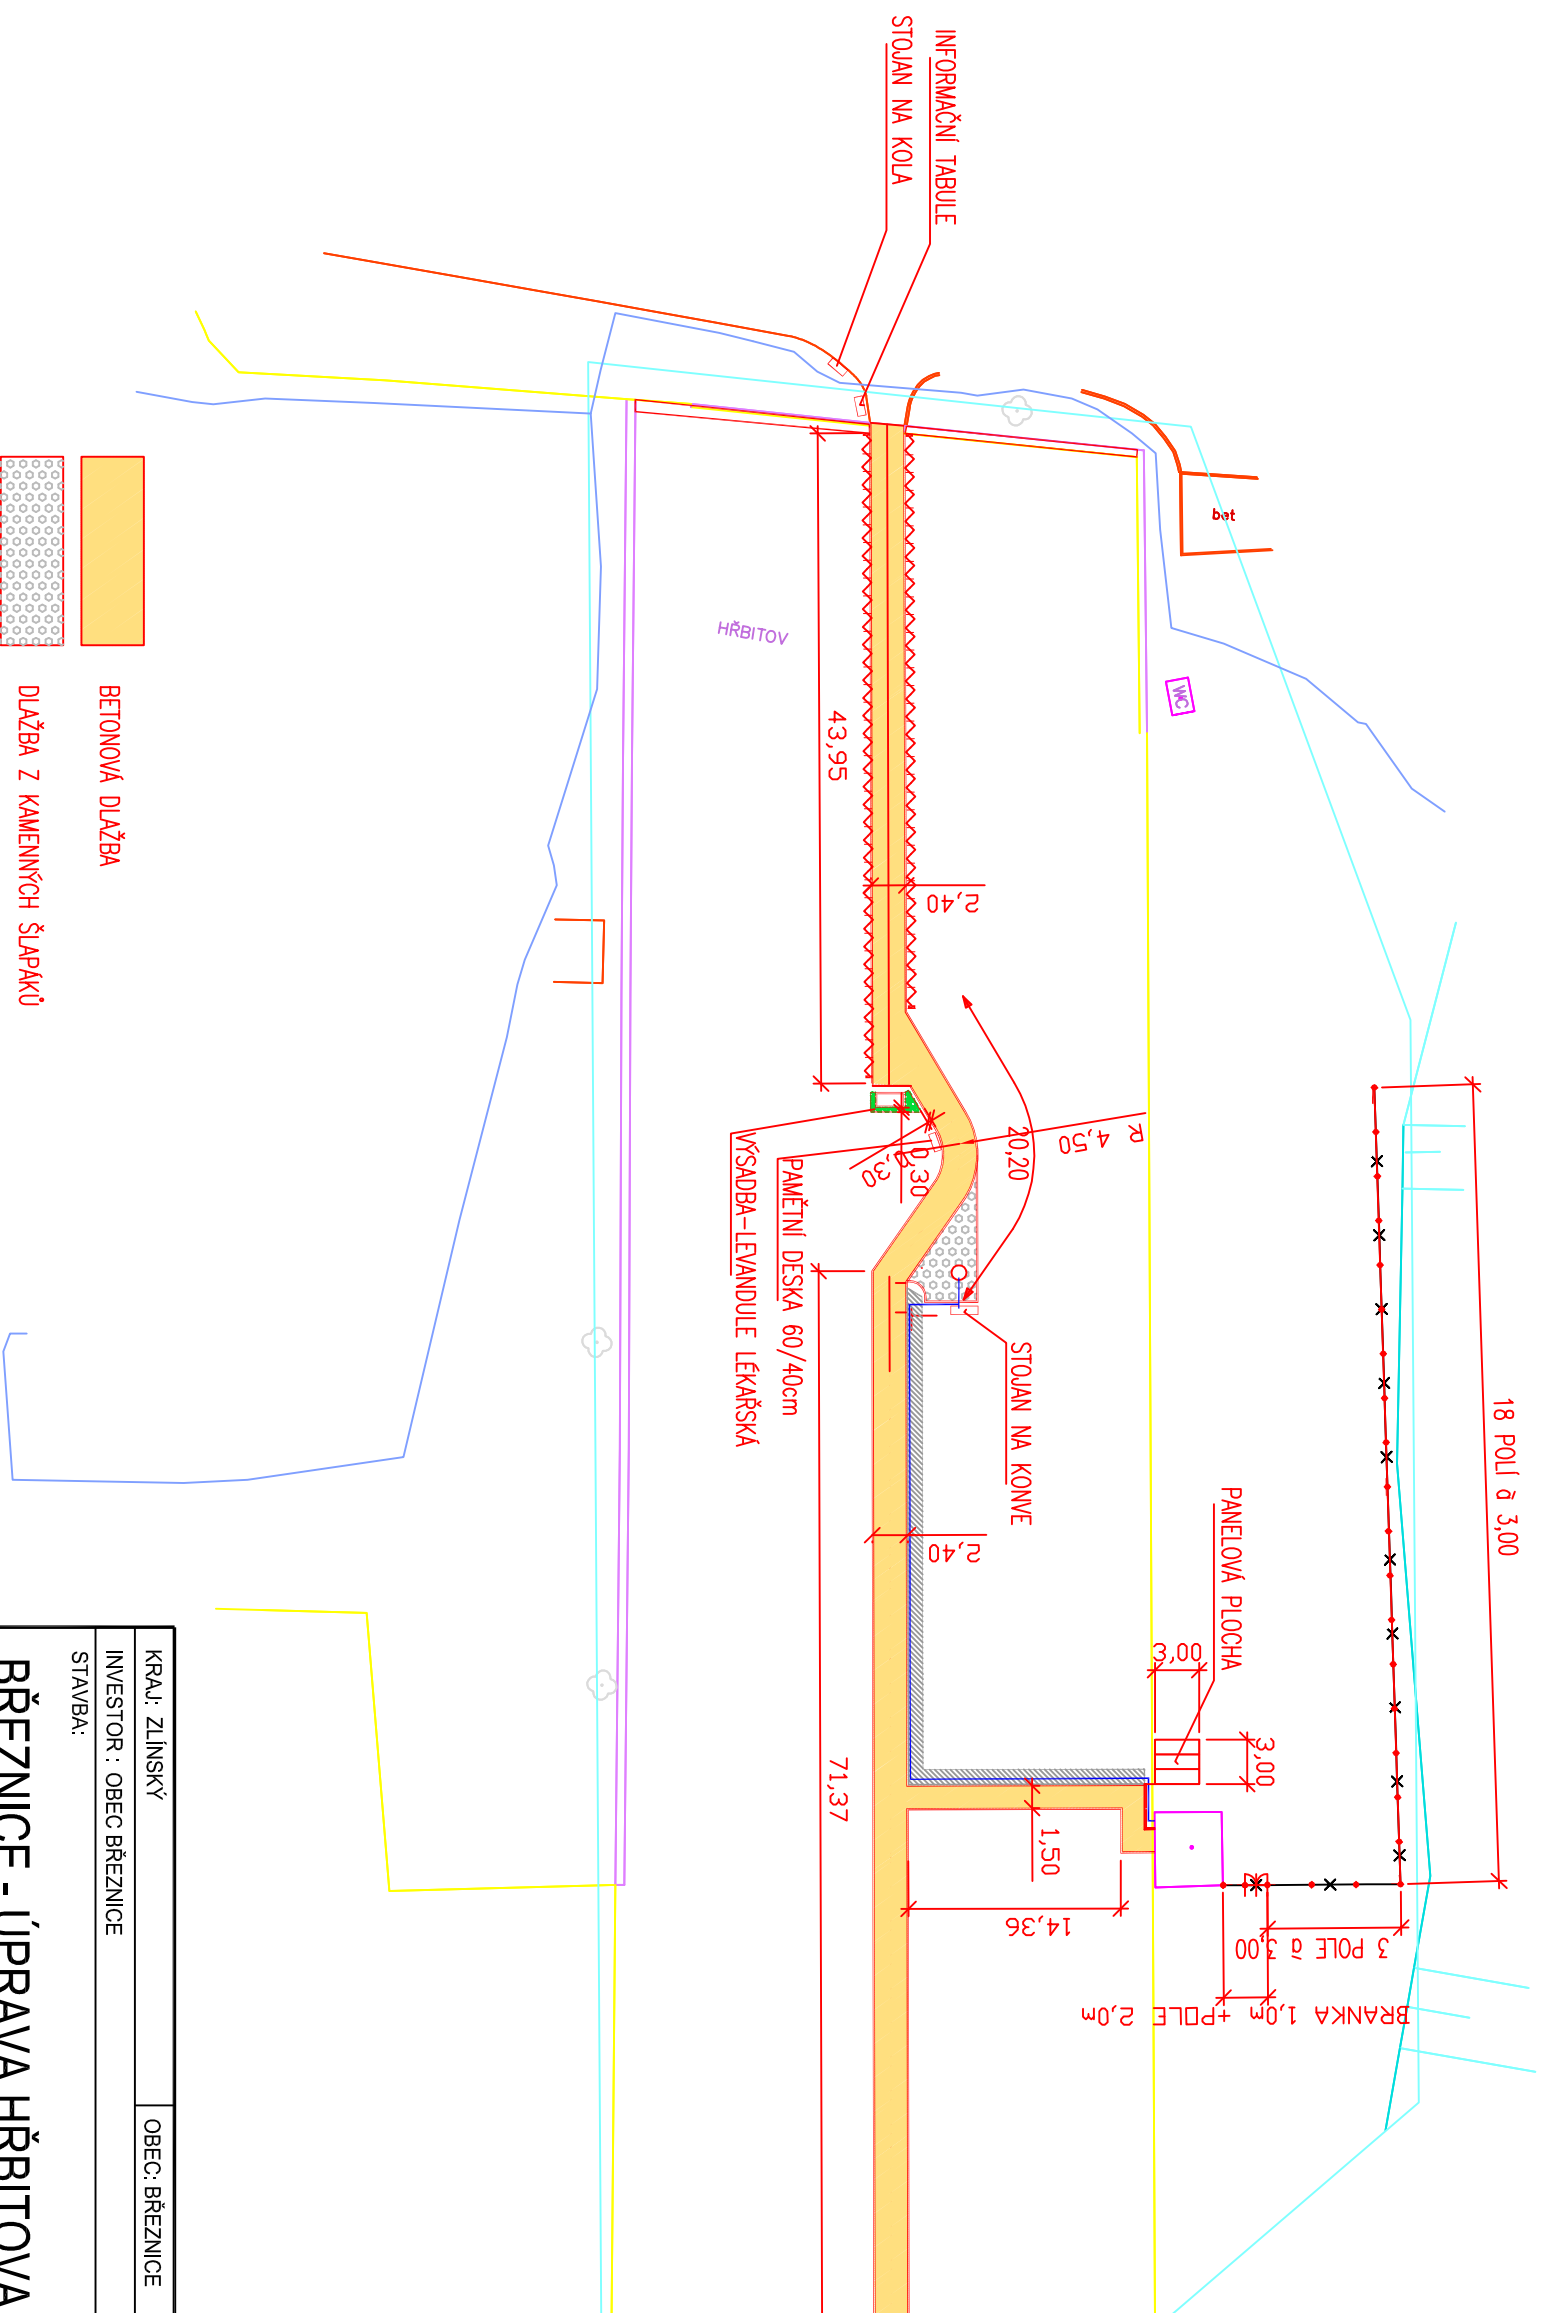 INFORMAČNÍ TABULE
STOJAN NA KOLA
bet
WC
HŘBITOV
43,95
2,40
20,20
R 4,50
0,30
PAMĚTNÍ DESKA 60/40cm
VÝSADBA-LEVANDULE LÉKAŘSKÁ
STOJAN NA KONVE
18 POLÍ à 3,00
PANELOVÁ PLOCHA
3,00
3,00
2,40
71,37
1,50
14,36
3 POLE à 3,00
BRANKA 1,0m +POLE 2,0m
BETONOVÁ DLAŽBA
DLAŽBA Z KAMENNÝCH ŠLAPÁKŮ
KRAJ: ZLÍNSKÝ
OBEC: BŘEZNICE
INVESTOR : OBEC BŘEZNICE
STAVBA:
BŘEZNICE - ÚPRAVA HŘBITOVA